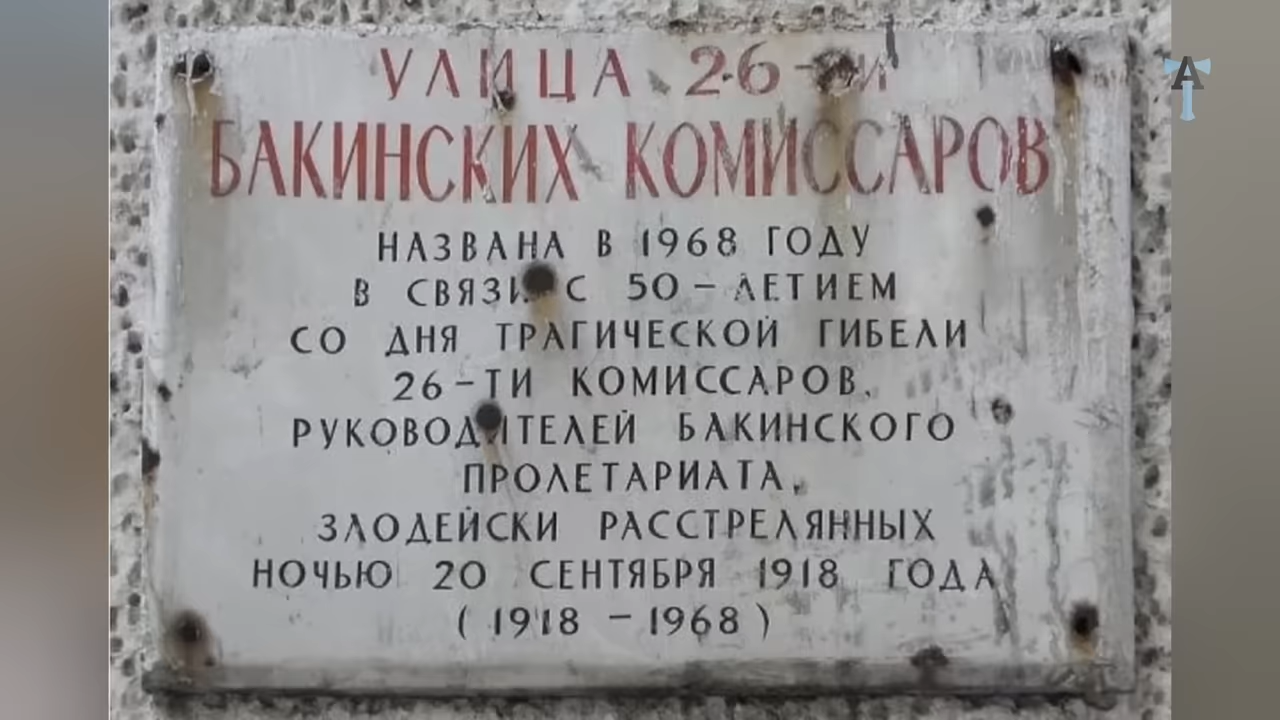 УЛИЦА 26-ТИ
БАКИНСКИХ КОМИССАРОВ
НАЗВАНА В 1968 ГОДУ
В СВЯЗИ С 50-ЛЕТИЕМ
СО ДНЯ ТРАГИЧЕСКОЙ ГИБЕЛИ
26-ТИ КОМИССАРОВ,
РУКОВОДИТЕЛЕЙ БАКИНСКОГО
ПРОЛЕТАРИАТА,
ЗЛОДЕЙСКИ РАССТРЕЛЯННЫХ
НОЧЬЮ 20 СЕНТЯБРЯ 1918 ГОДА
(1918-1968)
А